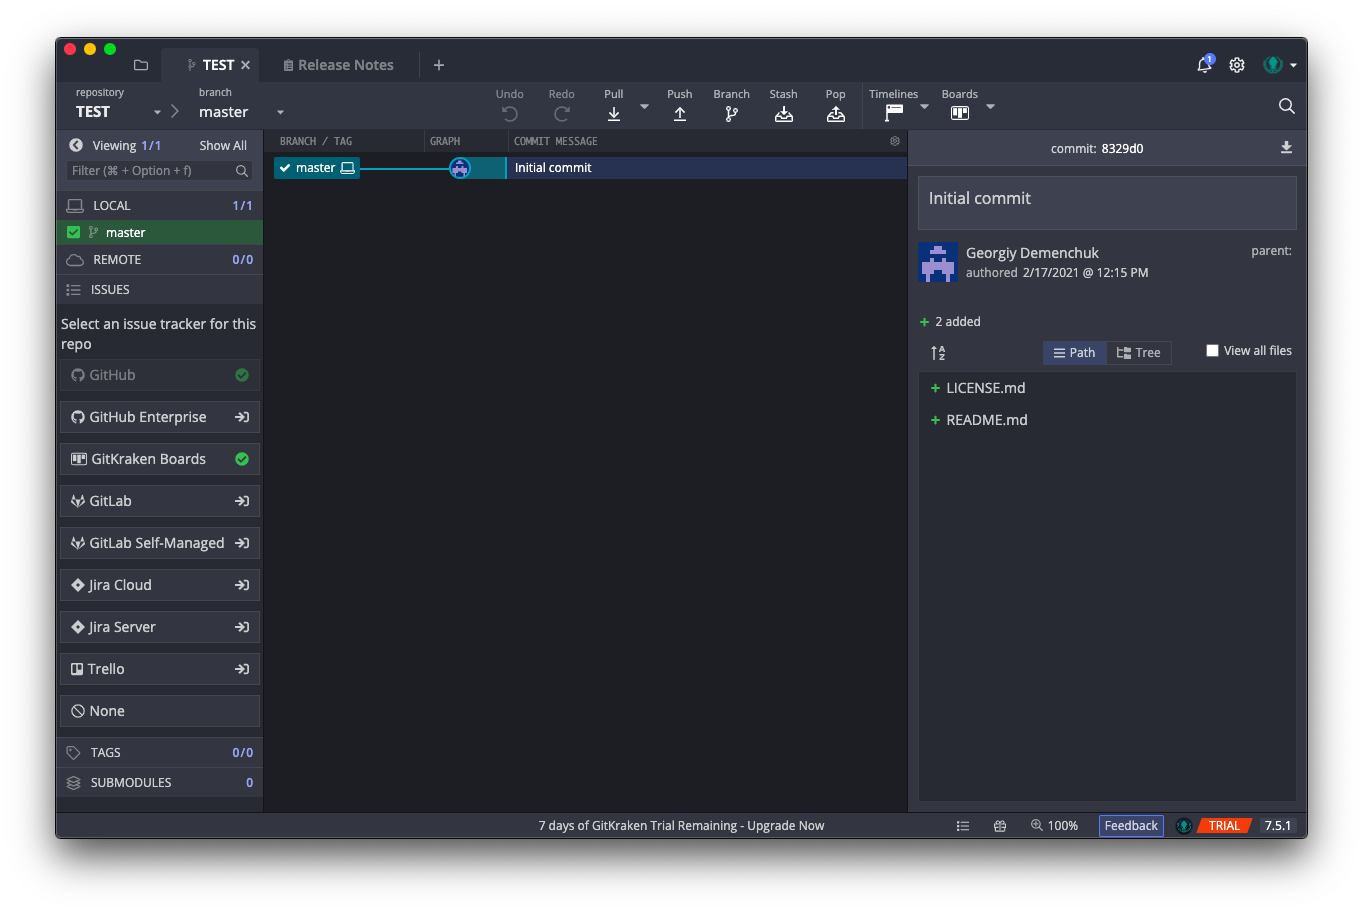 TEST
Release Notes
1
repository
TEST
branch
master
Undo
Redo
Pull
Push
Branch
Stash
Pop
Timelines
Boards
Viewing 1/1
Show All
Filter (⌘ + Option + f)
LOCAL 1/1
master
REMOTE 0/0
ISSUES
Select an issue tracker for this
repo
GitHub
GitHub Enterprise
GitKraken Boards
GitLab
GitLab Self-Managed
Jira Cloud
Jira Server
Trello
None
TAGS 0/0
SUBMODULES 0
BRANCH / TAG
GRAPH
COMMIT MESSAGE
master
Initial commit
commit: 8329d0
Initial commit
Georgiy Demenchuk
authored 2/17/2021 @ 12:15 PM
parent:
+ 2 added
A
Z
Path
Tree
View all files
+ LICENSE.md
+ README.md
7 days of GitKraken Trial Remaining - Upgrade Now
100%
Feedback
TRIAL
7.5.1